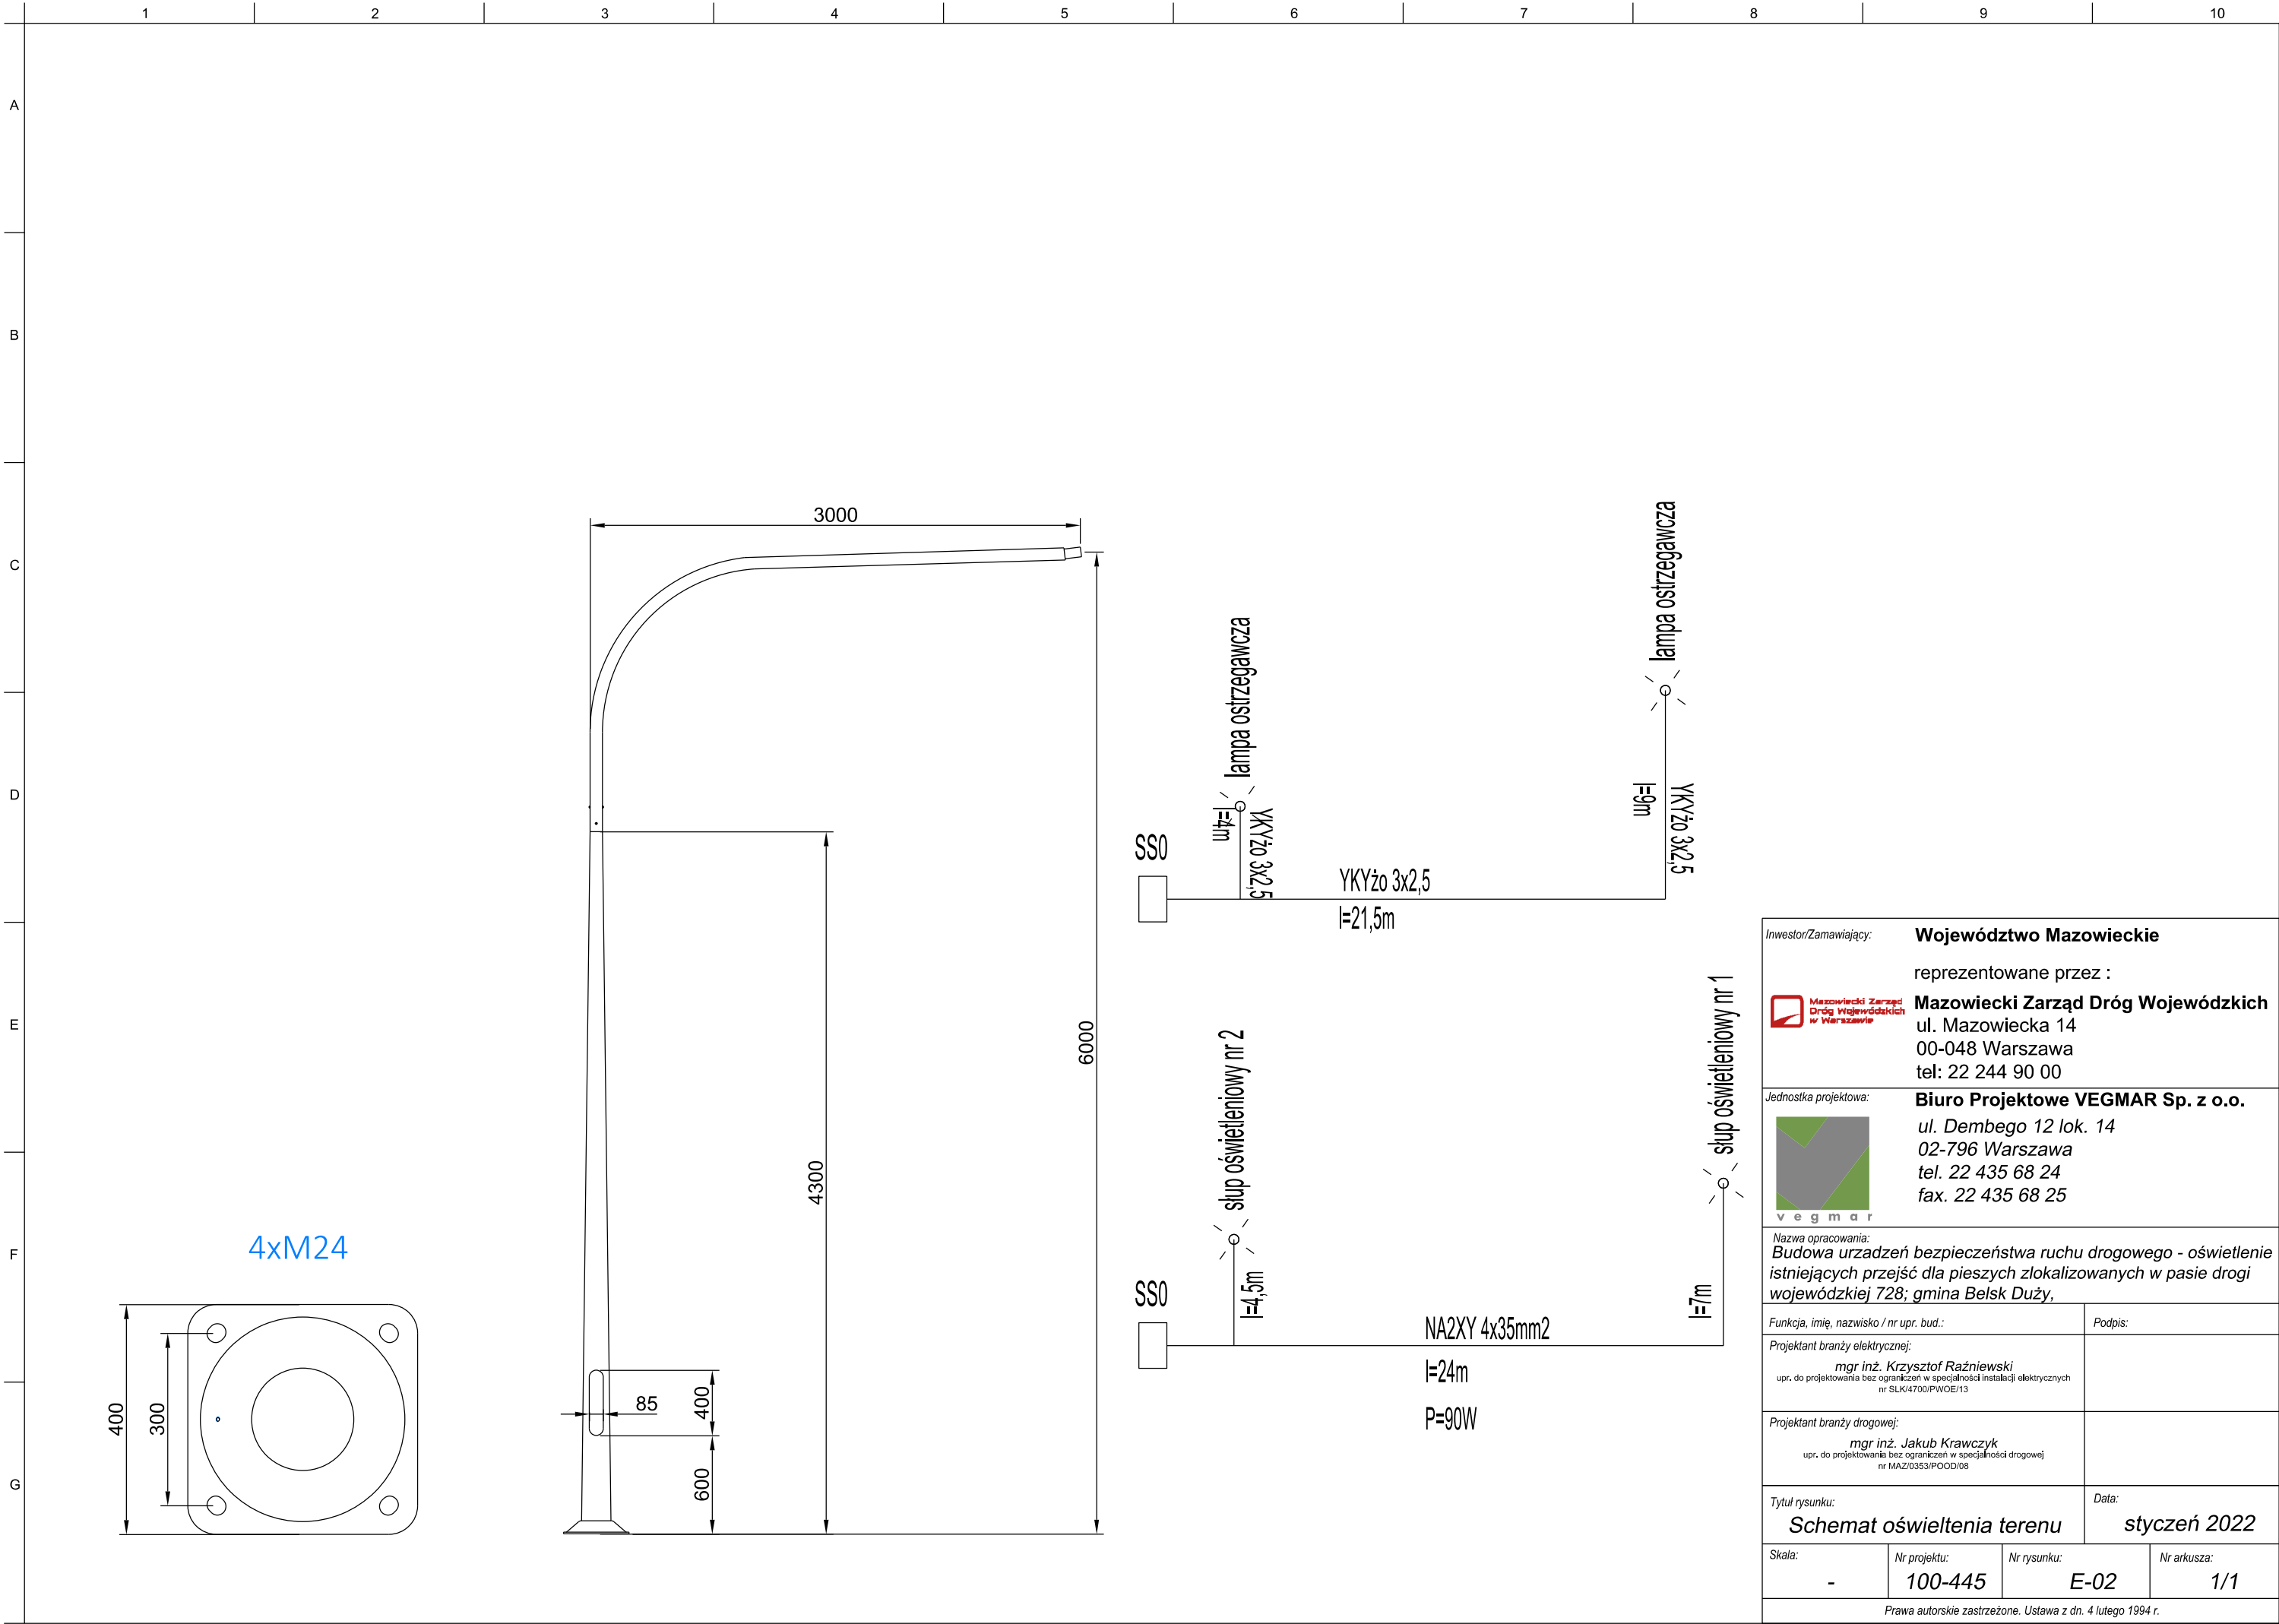 1 2 3 4 5 6 7 8 9 10
A
B
C
D
E
F
G
3000
6000
4300
400
85
600
4xM24
400
300
lampa ostrzegawcza
l=4m
YKYżo 3x2,5
lampa ostrzegawcza
l=9m
YKYżo 3x2,5
SS0
YKYżo 3x2,5
l=21,5m
słup oświetleniowy nr 2
l=4,5m
słup oświetleniowy nr 1
l=7m
SS0
NA2XY 4x35mm2
l=24m
P=90W
Inwestor/Zamawiający:
Województwo Mazowieckie
reprezentowane przez :
Mazowiecki Zarząd
Dróg Wojewódzkich
w Warszawie
Mazowiecki Zarząd Dróg Wojewódzkich
ul. Mazowiecka 14
00-048 Warszawa
tel: 22 244 90 00
Jednostka projektowa:
Biuro Projektowe VEGMAR Sp. z o.o.
ul. Dembego 12 lok. 14
02-796 Warszawa
tel. 22 435 68 24
fax. 22 435 68 25
vegmar
Nazwa opracowania:
Budowa urzadzeń bezpieczeństwa ruchu drogowego - oświetlenie
istniejących przejść dla pieszych zlokalizowanych w pasie drogi
wojewódzkiej 728; gmina Belsk Duży,
Funkcja, imię, nazwisko / nr upr. bud.:
Podpis:
Projektant branży elektrycznej:
mgr inż. Krzysztof Raźniewski
upr. do projektowania bez ograniczeń w specjalności instalacji elektrycznych
nr SLK/4700/PWOE/13
Projektant branży drogowej:
mgr inż. Jakub Krawczyk
upr. do projektowania bez ograniczeń w specjalności drogowej
nr MAZ/0353/POOD/08
Tytuł rysunku:
Schemat oświeltenia terenu
Data:
styczeń 2022
Skala:
-
Nr projektu:
100-445
Nr rysunku:
E-02
Nr arkusza:
1/1
Prawa autorskie zastrzeżone. Ustawa z dn. 4 lutego 1994 r.